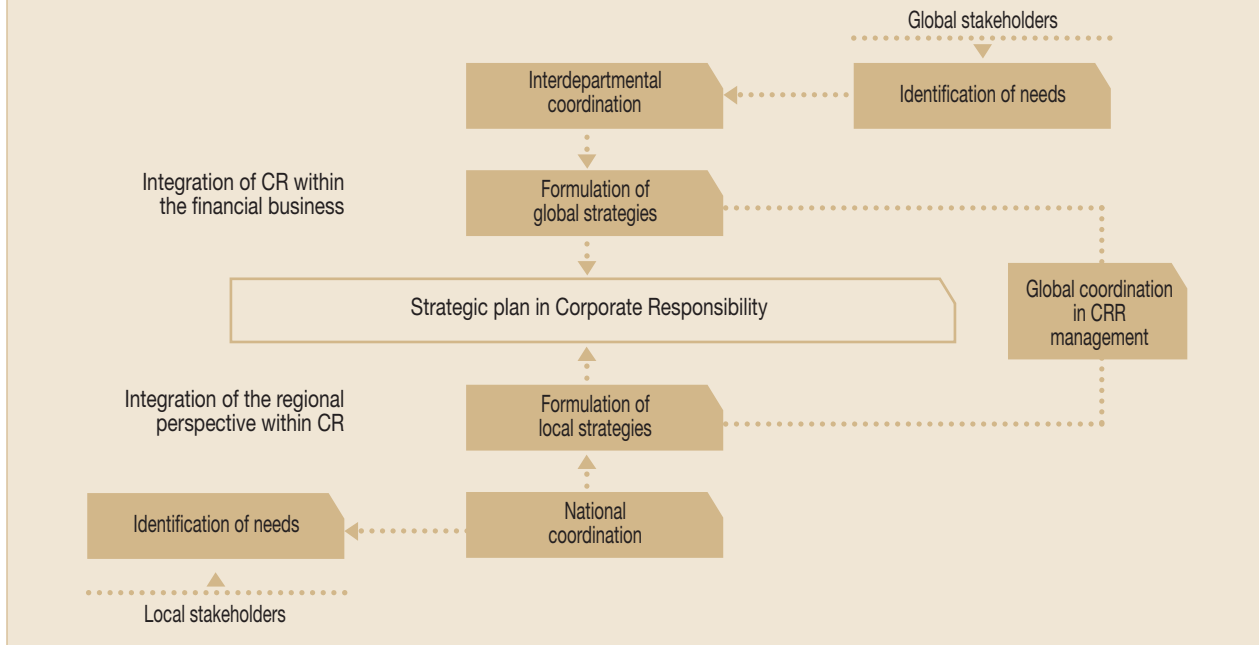 Global stakeholders
Interdepartmental
coordination
Identification of needs
Integration of CR within
the financial business
Formulation of
global strategies
Strategic plan in Corporate Responsibility
Global coordination
in CRR
management
Integration of the regional
perspective within CR
Formulation of
local strategies
Identification of needs
National
coordination
Local stakeholders